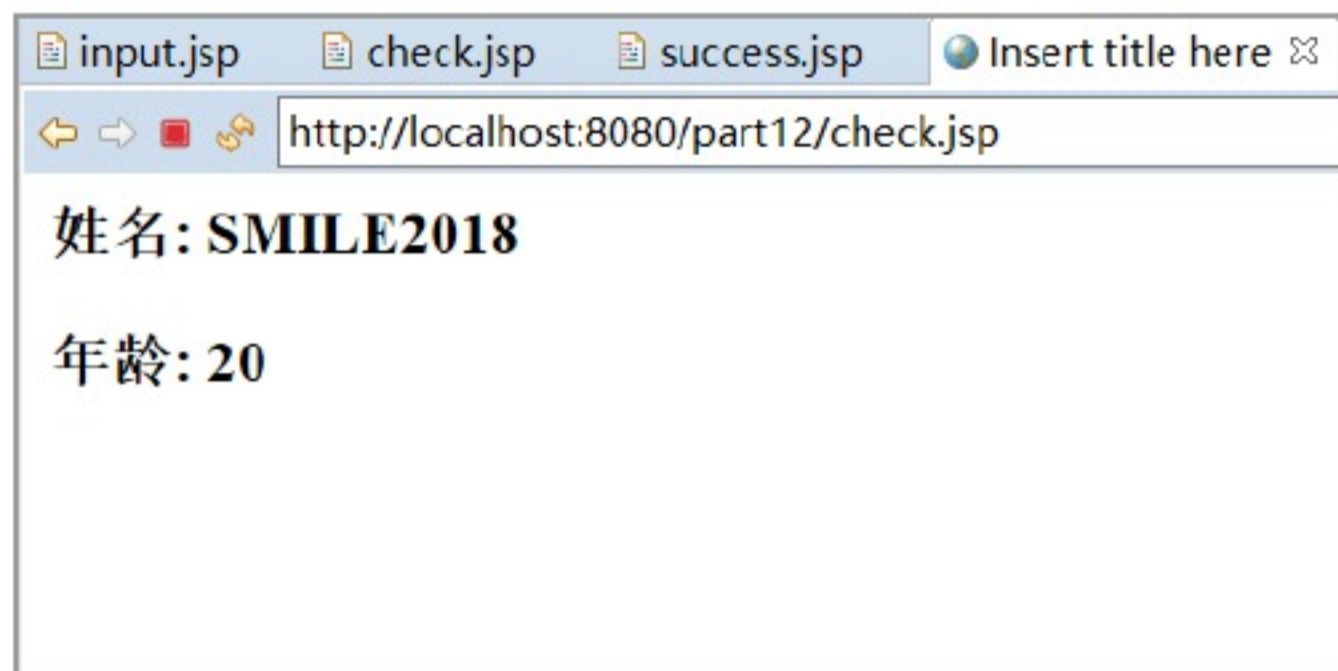 input.jsp check.jsp success.jsp Insert title here
http://localhost:8080/part12/check.jsp
姓名: SMILE2018
年龄: 20